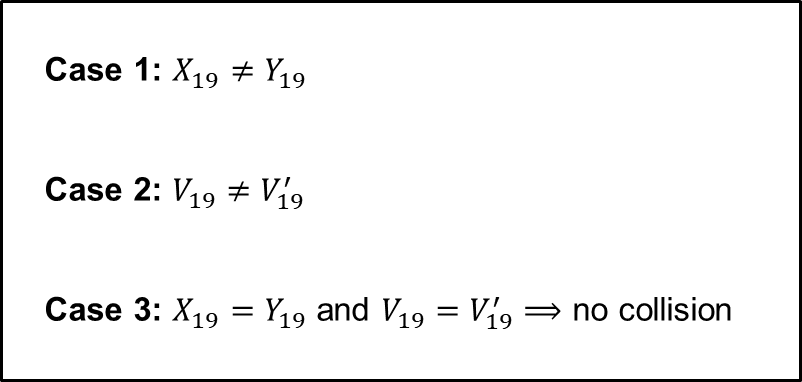 Case 1: X₁₉ ≠ Y₁₉
Case 2: V₁₉ ≠ V′₁₉
Case 3: X₁₉ = Y₁₉ and V₁₉ = V′₁₉ ⟹ no collision